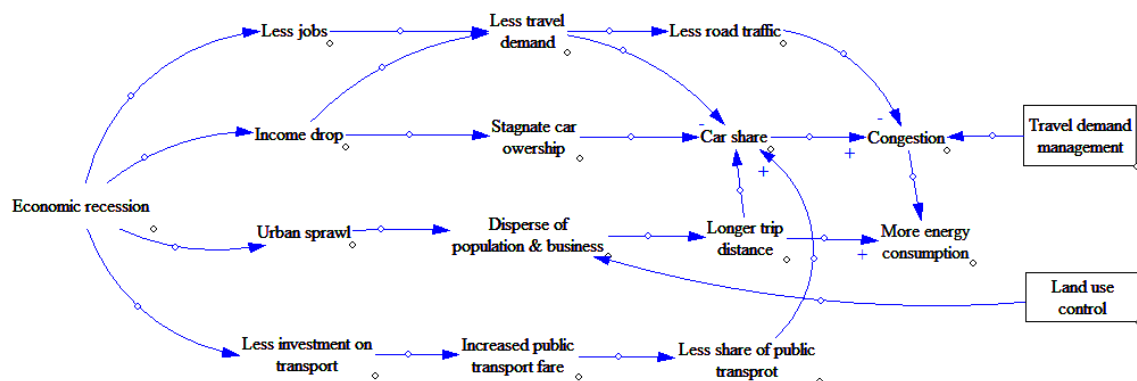 Less jobs
Less travel
demand
Less road traffic
Income drop
Stagnate car
owership
-
Car share
+
-
Congestion
+
Travel demand
management
Economic recession
Urban sprawl
Disperse of
population & business
Longer trip
distance
+
More energy
consumption
Land use
control
Less investment on
transport
Increased public
transport fare
Less share of public
transprot